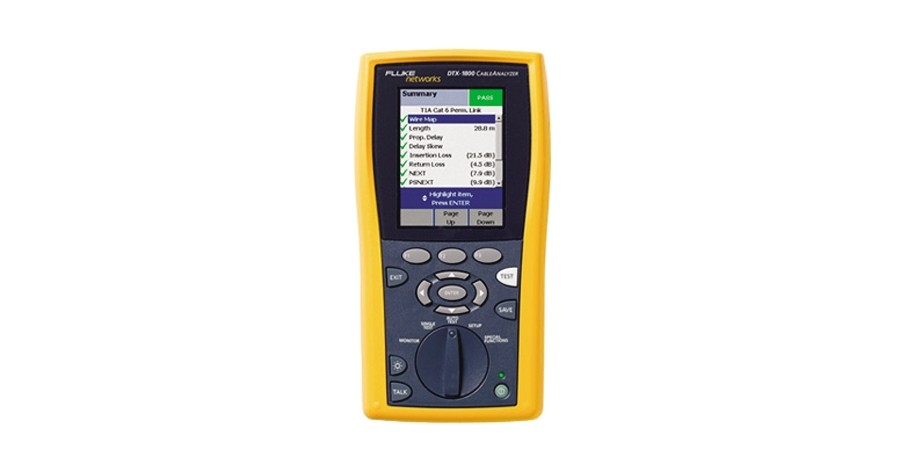 FLUKE networks DTX-1800 CABLEANALYZER
Summary PASS
TIA Cat 6 Perm. Link
Wire Map
Length 28.8 m
Prop. Delay
Delay Skew
Insertion Loss (21.5 dB)
Return Loss (4.5 dB)
NEXT (7.9 dB)
PSNEXT (9.9 dB)
Highlight item,
Press ENTER
Page Up Page Down
F1 F2 F3
EXIT TEST
ENTER
SAVE
MONITOR SINGLE TEST AUTO TEST SETUP SPECIAL FUNCTIONS
TALK